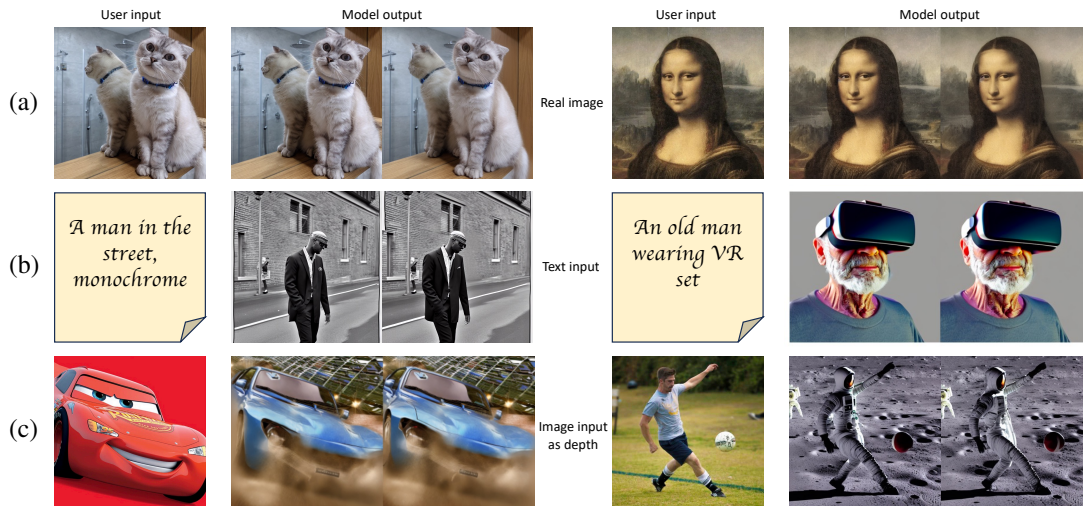 User input
Model output
User input
Model output
(a)
Real image
(b)
A man in the
street,
monochrome
Text input
An old man
wearing VR
set
(c)
Image input
as depth